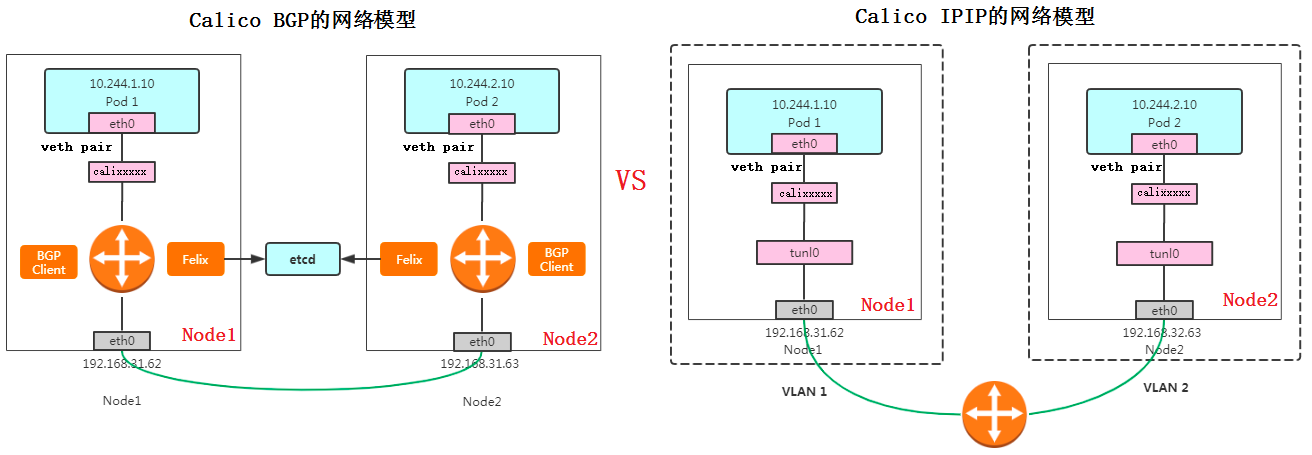 Calico BGP的网络模型
10.244.1.10
Pod 1
eth0
veth pair
calixxxxx
BGP
Client
Felix
eth0
Node1
192.168.31.62
Node1
etcd
10.244.2.10
Pod 2
eth0
veth pair
calixxxxx
Felix
BGP
Client
eth0
Node2
192.168.31.63
Node2
VS
Calico IPIP的网络模型
10.244.1.10
Pod 1
eth0
veth pair
calixxxxx
tunl0
eth0
Node1
192.168.31.62
Node1
VLAN 1
10.244.2.10
Pod 2
eth0
veth pair
calixxxxx
tunl0
eth0
Node2
192.168.32.63
Node2
VLAN 2